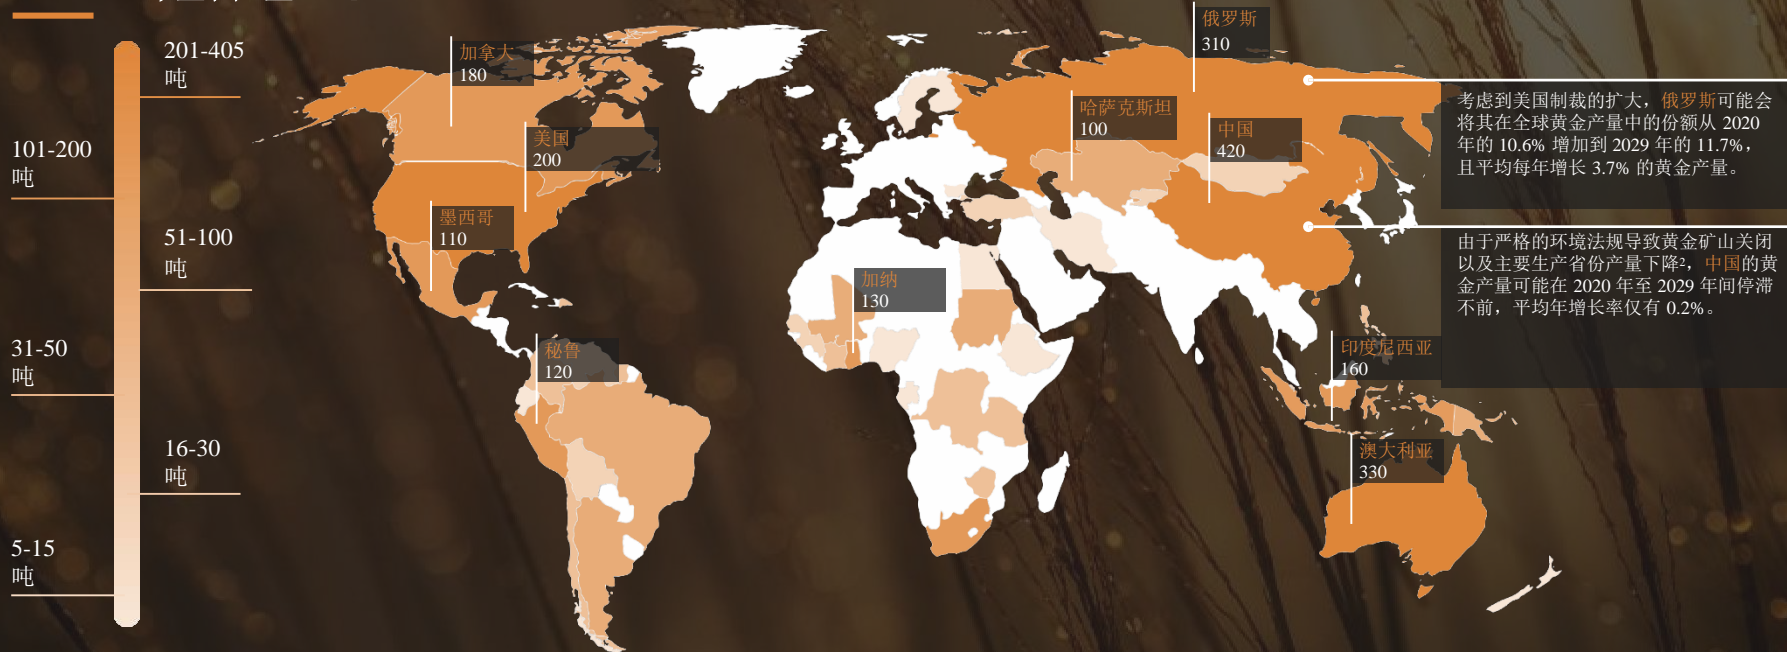 201-405
吨
101-200
吨
51-100
吨
31-50
吨
16-30
吨
5-15
吨
加拿大
180
美国
200
墨西哥
110
秘鲁
120
加纳
130
俄罗斯
310
哈萨克斯坦
100
中国
420
印度尼西亚
160
澳大利亚
330
考虑到美国制裁的扩大，俄罗斯可能会
将其在全球黄金产量中的份额从 2020
年的 10.6% 增加到 2029 年的 11.7%，
且平均每年增长 3.7% 的黄金产量。
由于严格的环境法规导致黄金矿山关闭
以及主要生产省份产量下降²，中国的黄
金产量可能在 2020 年至 2029 年间停滞
不前，平均年增长率仅有 0.2%。